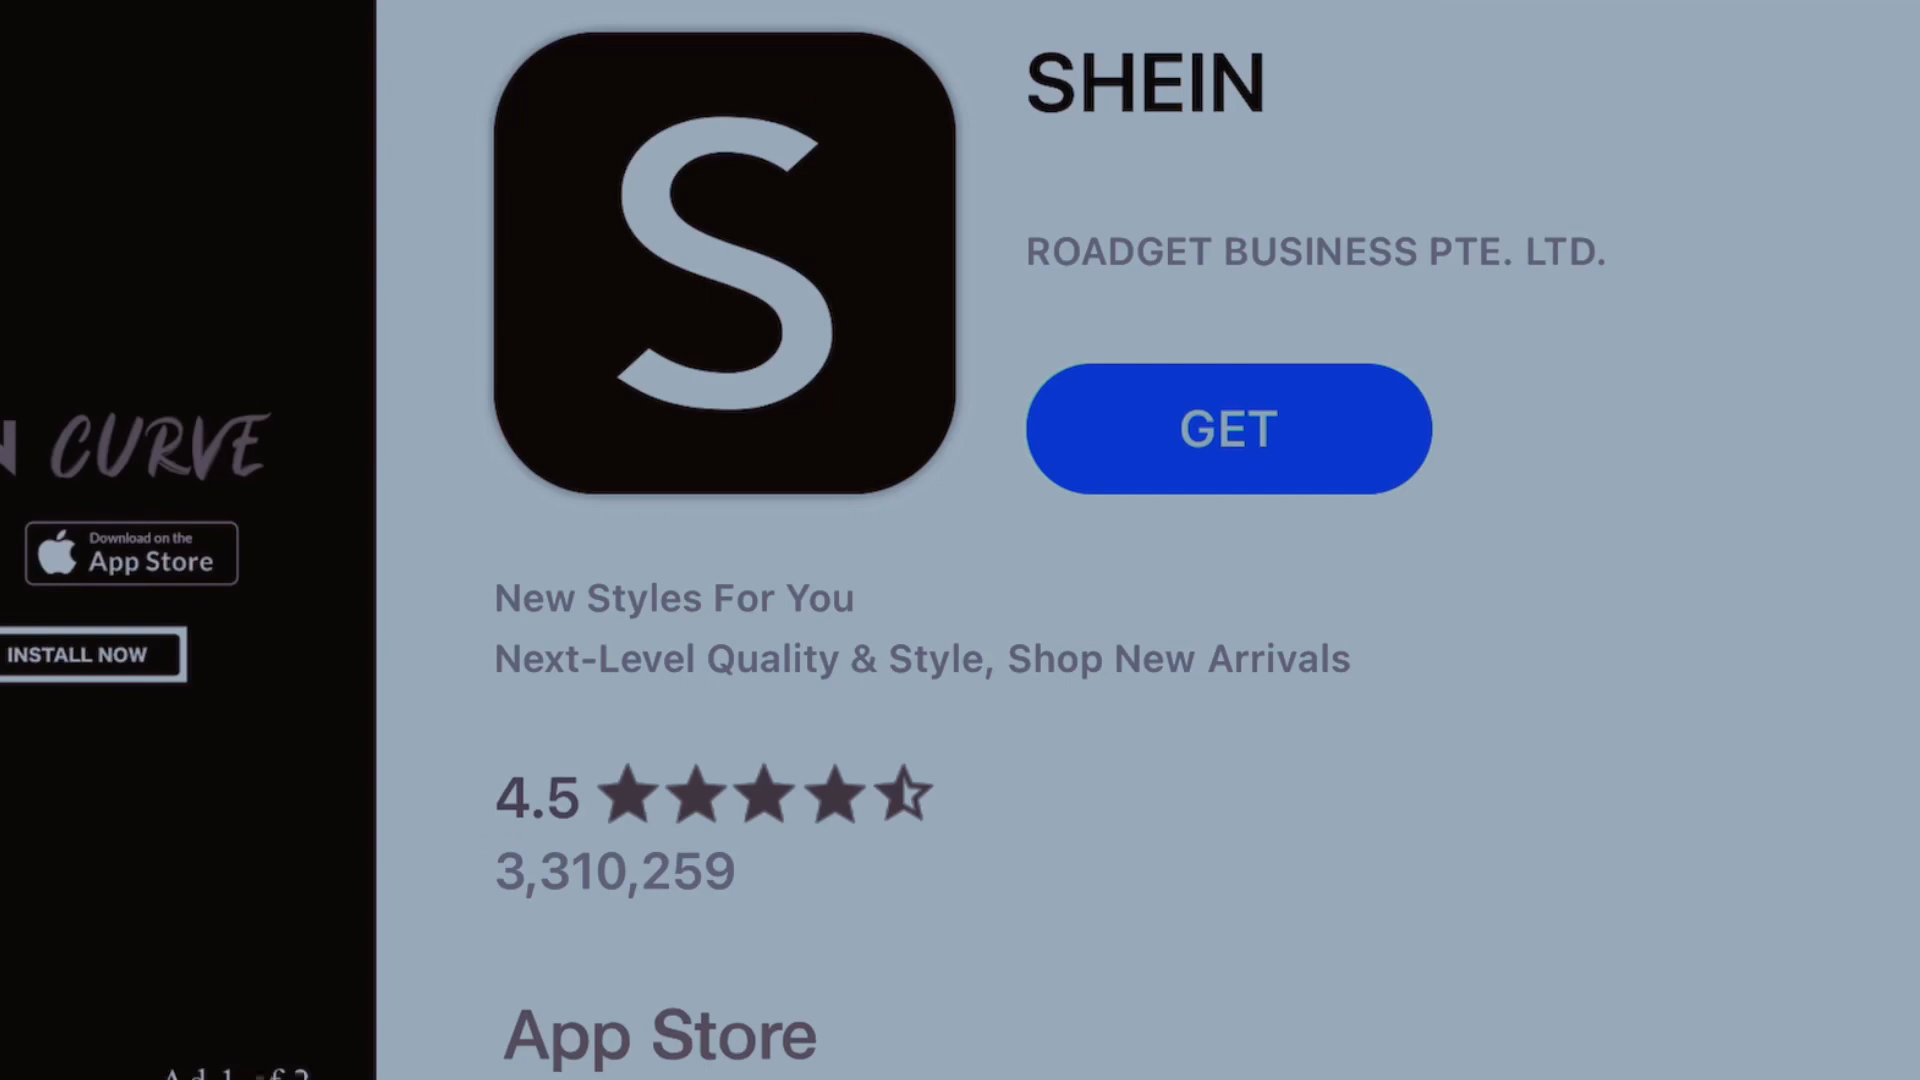 CURVE
Download on the
App Store
INSTALL NOW
S
SHEIN
ROADGET BUSINESS PTE. LTD.
GET
New Styles For You
Next-Level Quality & Style, Shop New Arrivals
4.5
3,310,259
App Store